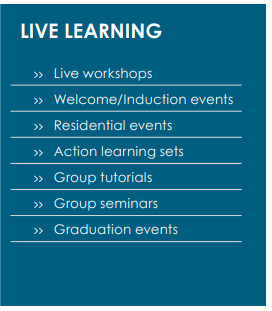 LIVE LEARNING
›› Live workshops
›› Welcome/Induction events
›› Residential events
›› Action learning sets
›› Group tutorials
›› Group seminars
›› Graduation events